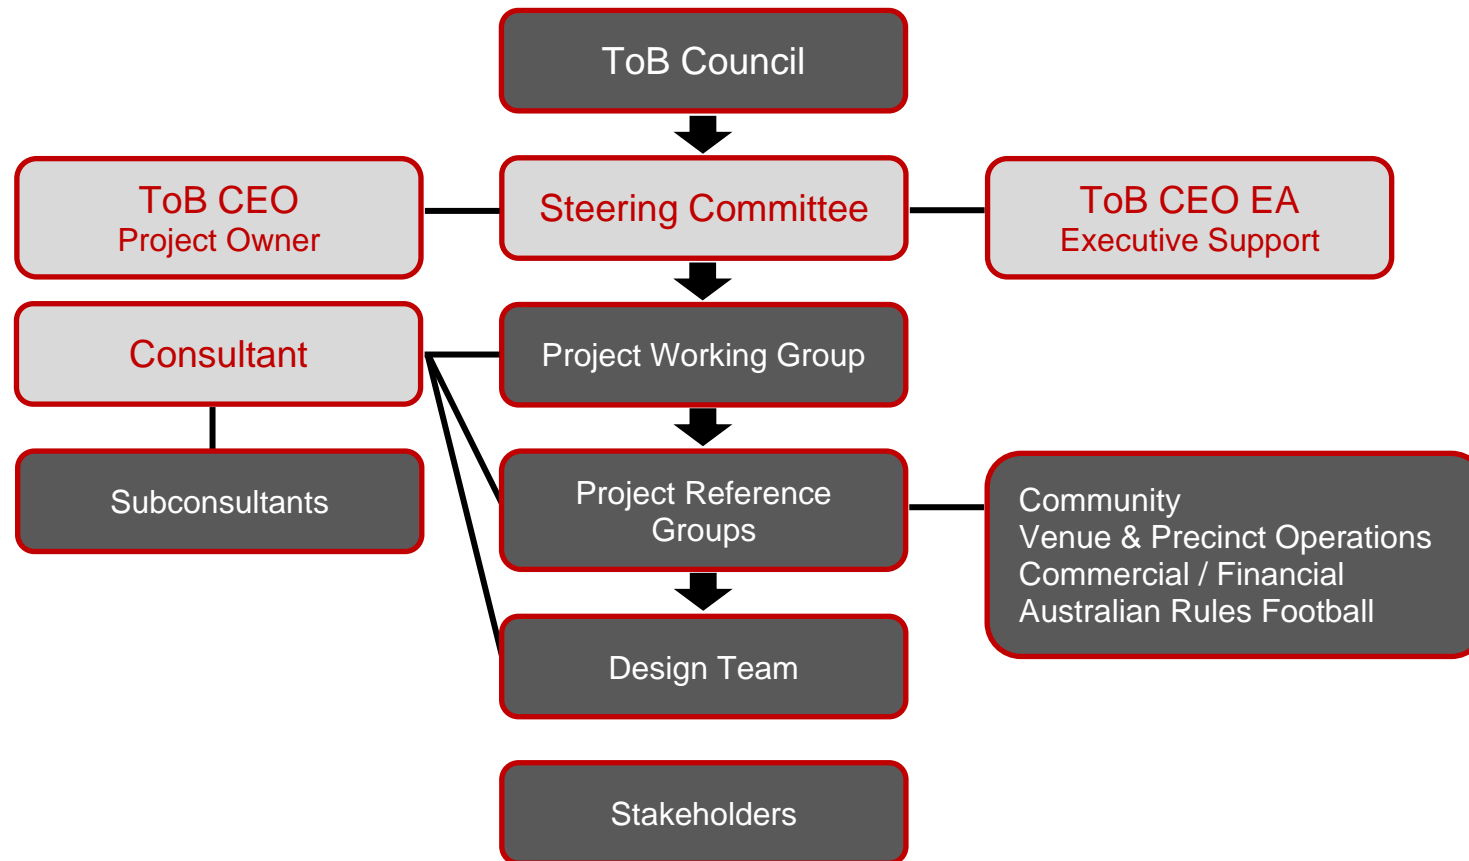 ToB Council
ToB CEO
Project Owner
Steering Committee
ToB CEO EA
Executive Support
Consultant
Project Working Group
Subconsultants
Project Reference
Groups
Community
Venue & Precinct Operations
Commercial / Financial
Australian Rules Football
Design Team
Stakeholders